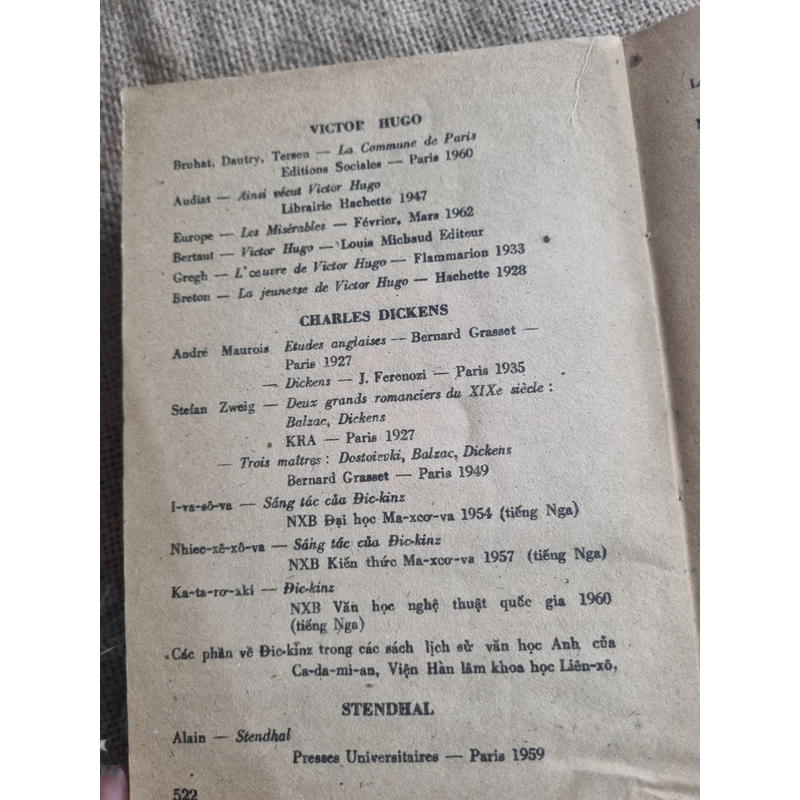 VICTOR HUGO
Bruhat, Dautry, Tersen — La Commune de Paris
Editions Sociales — Paris 1960
Audiat — Ainsi vécut Victor Hugo
Librairie Hachette 1947
Europe — Les Misérables — Février, Mars 1962
Bertaut — Victor Hugo — Louis Michaud Editeur
Gregh — L'œuvre de Victor Hugo — Flammarion 1933
Breton — La jeunesse de Victor Hugo — Hachette 1928
CHARLES DICKENS
André Maurois Etudes anglaises — Bernard Grasset —
Paris 1927
— Dickens — J. Ferenozi — Paris 1935
Stefan Zweig — Deux grands romanciers du XIXe siècle :
Balzac, Dickens
KRA — Paris 1927
— Trois maîtres : Dostoievki, Balzac, Dickens
Bernard Grasset — Paris 1949
I-va-sô-va — Sáng tác của Đic-kinz
NXB Đại học Ma-xcơ-va 1954 (tiếng Nga)
Nhiec-xê-xô-va — Sáng tác của Đic-kinz
NXB Kiến thức Ma-xcơ-va 1957 (tiếng Nga)
Ka-ta-rơ-xki — Đic-kinz
NXB Văn học nghệ thuật quốc gia 1960
(tiếng Nga)
Các phần về Đic-kinz trong các sách lịch sử văn học Anh của
Ca-da-mi-an, Viện Hàn lâm khoa học Liên-xô,
STENDHAL
Alain — Stendhal
Presses Universitaires — Paris 1959
522